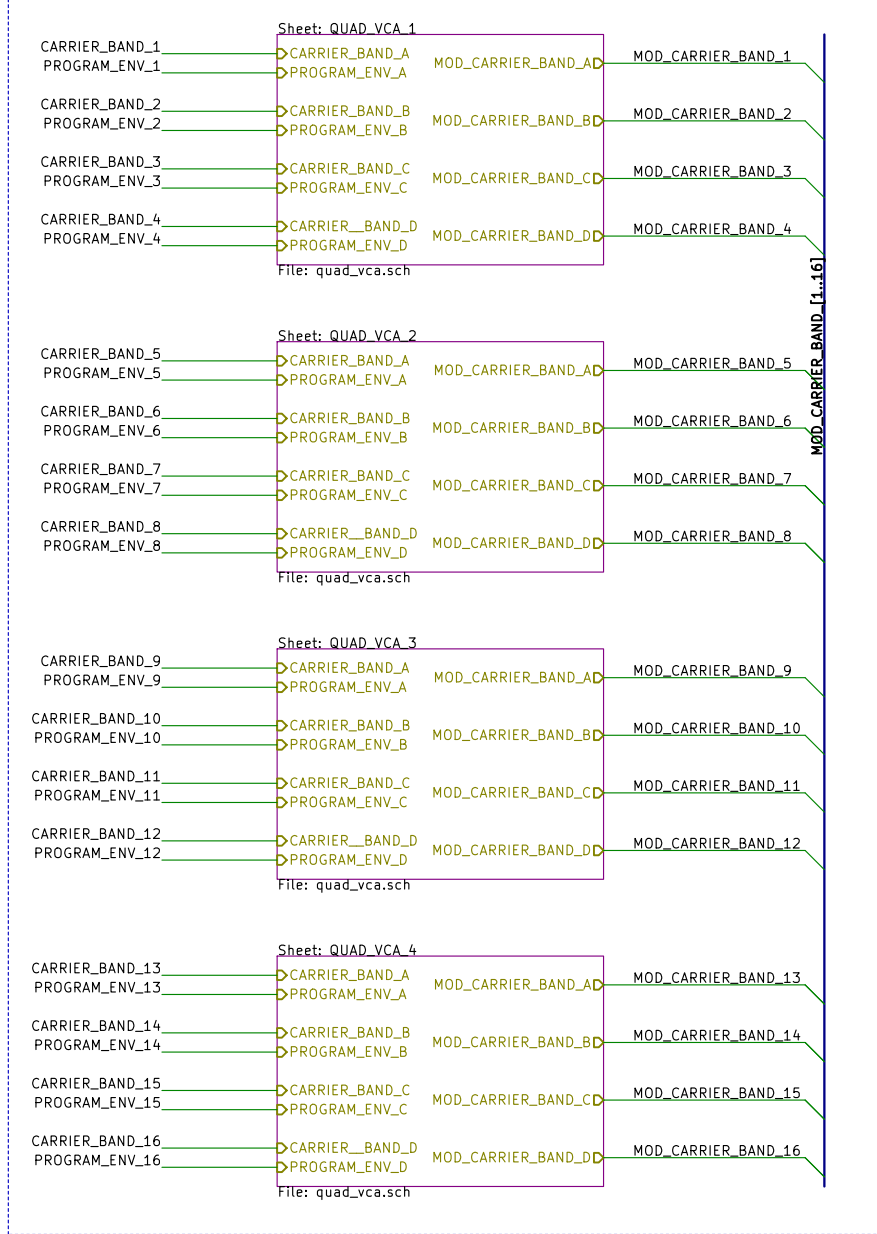 Sheet: QUAD_VCA_1
CARRIER_BAND_1
PROGRAM_ENV_1
CARRIER_BAND_2
PROGRAM_ENV_2
CARRIER_BAND_3
PROGRAM_ENV_3
CARRIER_BAND_4
PROGRAM_ENV_4
CARRIER_BAND_A
PROGRAM_ENV_A
CARRIER_BAND_B
PROGRAM_ENV_B
CARRIER_BAND_C
PROGRAM_ENV_C
CARRIER__BAND_D
PROGRAM_ENV_D
MOD_CARRIER_BAND_A
MOD_CARRIER_BAND_B
MOD_CARRIER_BAND_C
MOD_CARRIER_BAND_D
MOD_CARRIER_BAND_1
MOD_CARRIER_BAND_2
MOD_CARRIER_BAND_3
MOD_CARRIER_BAND_4
File: quad_vca.sch
MOD_CARRIER_BAND_[1..16]
Sheet: QUAD_VCA_2
CARRIER_BAND_5
PROGRAM_ENV_5
CARRIER_BAND_6
PROGRAM_ENV_6
CARRIER_BAND_7
PROGRAM_ENV_7
CARRIER_BAND_8
PROGRAM_ENV_8
CARRIER_BAND_A
PROGRAM_ENV_A
CARRIER_BAND_B
PROGRAM_ENV_B
CARRIER_BAND_C
PROGRAM_ENV_C
CARRIER__BAND_D
PROGRAM_ENV_D
MOD_CARRIER_BAND_A
MOD_CARRIER_BAND_B
MOD_CARRIER_BAND_C
MOD_CARRIER_BAND_D
MOD_CARRIER_BAND_5
MOD_CARRIER_BAND_6
MOD_CARRIER_BAND_7
MOD_CARRIER_BAND_8
File: quad_vca.sch
Sheet: QUAD_VCA_3
CARRIER_BAND_9
PROGRAM_ENV_9
CARRIER_BAND_10
PROGRAM_ENV_10
CARRIER_BAND_11
PROGRAM_ENV_11
CARRIER_BAND_12
PROGRAM_ENV_12
CARRIER_BAND_A
PROGRAM_ENV_A
CARRIER_BAND_B
PROGRAM_ENV_B
CARRIER_BAND_C
PROGRAM_ENV_C
CARRIER__BAND_D
PROGRAM_ENV_D
MOD_CARRIER_BAND_A
MOD_CARRIER_BAND_B
MOD_CARRIER_BAND_C
MOD_CARRIER_BAND_D
MOD_CARRIER_BAND_9
MOD_CARRIER_BAND_10
MOD_CARRIER_BAND_11
MOD_CARRIER_BAND_12
File: quad_vca.sch
Sheet: QUAD_VCA_4
CARRIER_BAND_13
PROGRAM_ENV_13
CARRIER_BAND_14
PROGRAM_ENV_14
CARRIER_BAND_15
PROGRAM_ENV_15
CARRIER_BAND_16
PROGRAM_ENV_16
CARRIER_BAND_A
PROGRAM_ENV_A
CARRIER_BAND_B
PROGRAM_ENV_B
CARRIER_BAND_C
PROGRAM_ENV_C
CARRIER__BAND_D
PROGRAM_ENV_D
MOD_CARRIER_BAND_A
MOD_CARRIER_BAND_B
MOD_CARRIER_BAND_C
MOD_CARRIER_BAND_D
MOD_CARRIER_BAND_13
MOD_CARRIER_BAND_14
MOD_CARRIER_BAND_15
MOD_CARRIER_BAND_16
File: quad_vca.sch